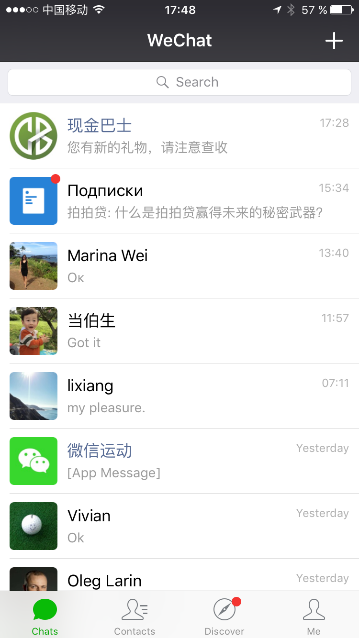 中国移动 17:48 57 %
WeChat
Search
现金巴士 17:28
您有新的礼物，请注意查收
Подписки 15:34
拍拍贷: 什么是拍拍贷赢得未来的秘密武器?
Marina Wei 13:40
Ок
当伯生 11:57
Got it
lixiang 07:11
my pleasure.
微信运动 Yesterday
[App Message]
Vivian Yesterday
Ok
Oleg Larin Yesterday
Chats Contacts Discover Me